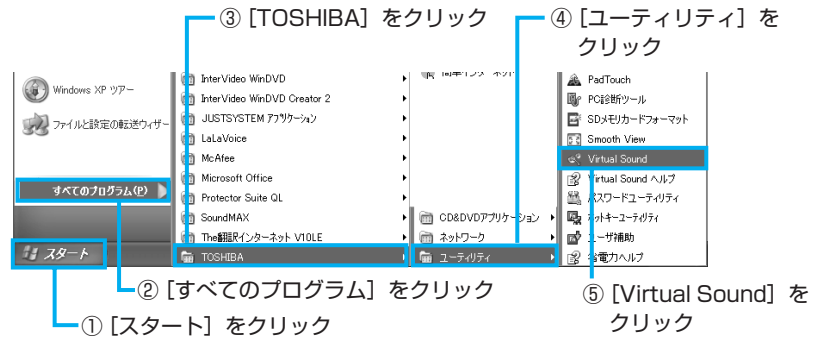 ③ [TOSHIBA] をクリック
④ [ユーティリティ] を
クリック
Windows XP ツアー
ファイルと設定の転送ウィザー
すべてのプログラム(P)
スタート
InterVideo WinDVD
InterVideo WinDVD Creator 2
JUSTSYSTEM アプリケーション
LaLaVoice
McAfee
Microsoft Office
Protector Suite QL
SoundMAX
The翻訳インターネット V10LE
TOSHIBA
簡単インターネット
CD&DVDアプリケーション
ネットワーク
ユーティリティ
PadTouch
PC診断ツール
SDメモリカードフォーマット
Smooth View
Virtual Sound
Virtual Sound ヘルプ
パスワードユーティリティ
ホットキーユーティリティ
ユーザ補助
省電力ヘルプ
② [すべてのプログラム] をクリック
① [スタート] をクリック
⑤ [Virtual Sound] を
クリック